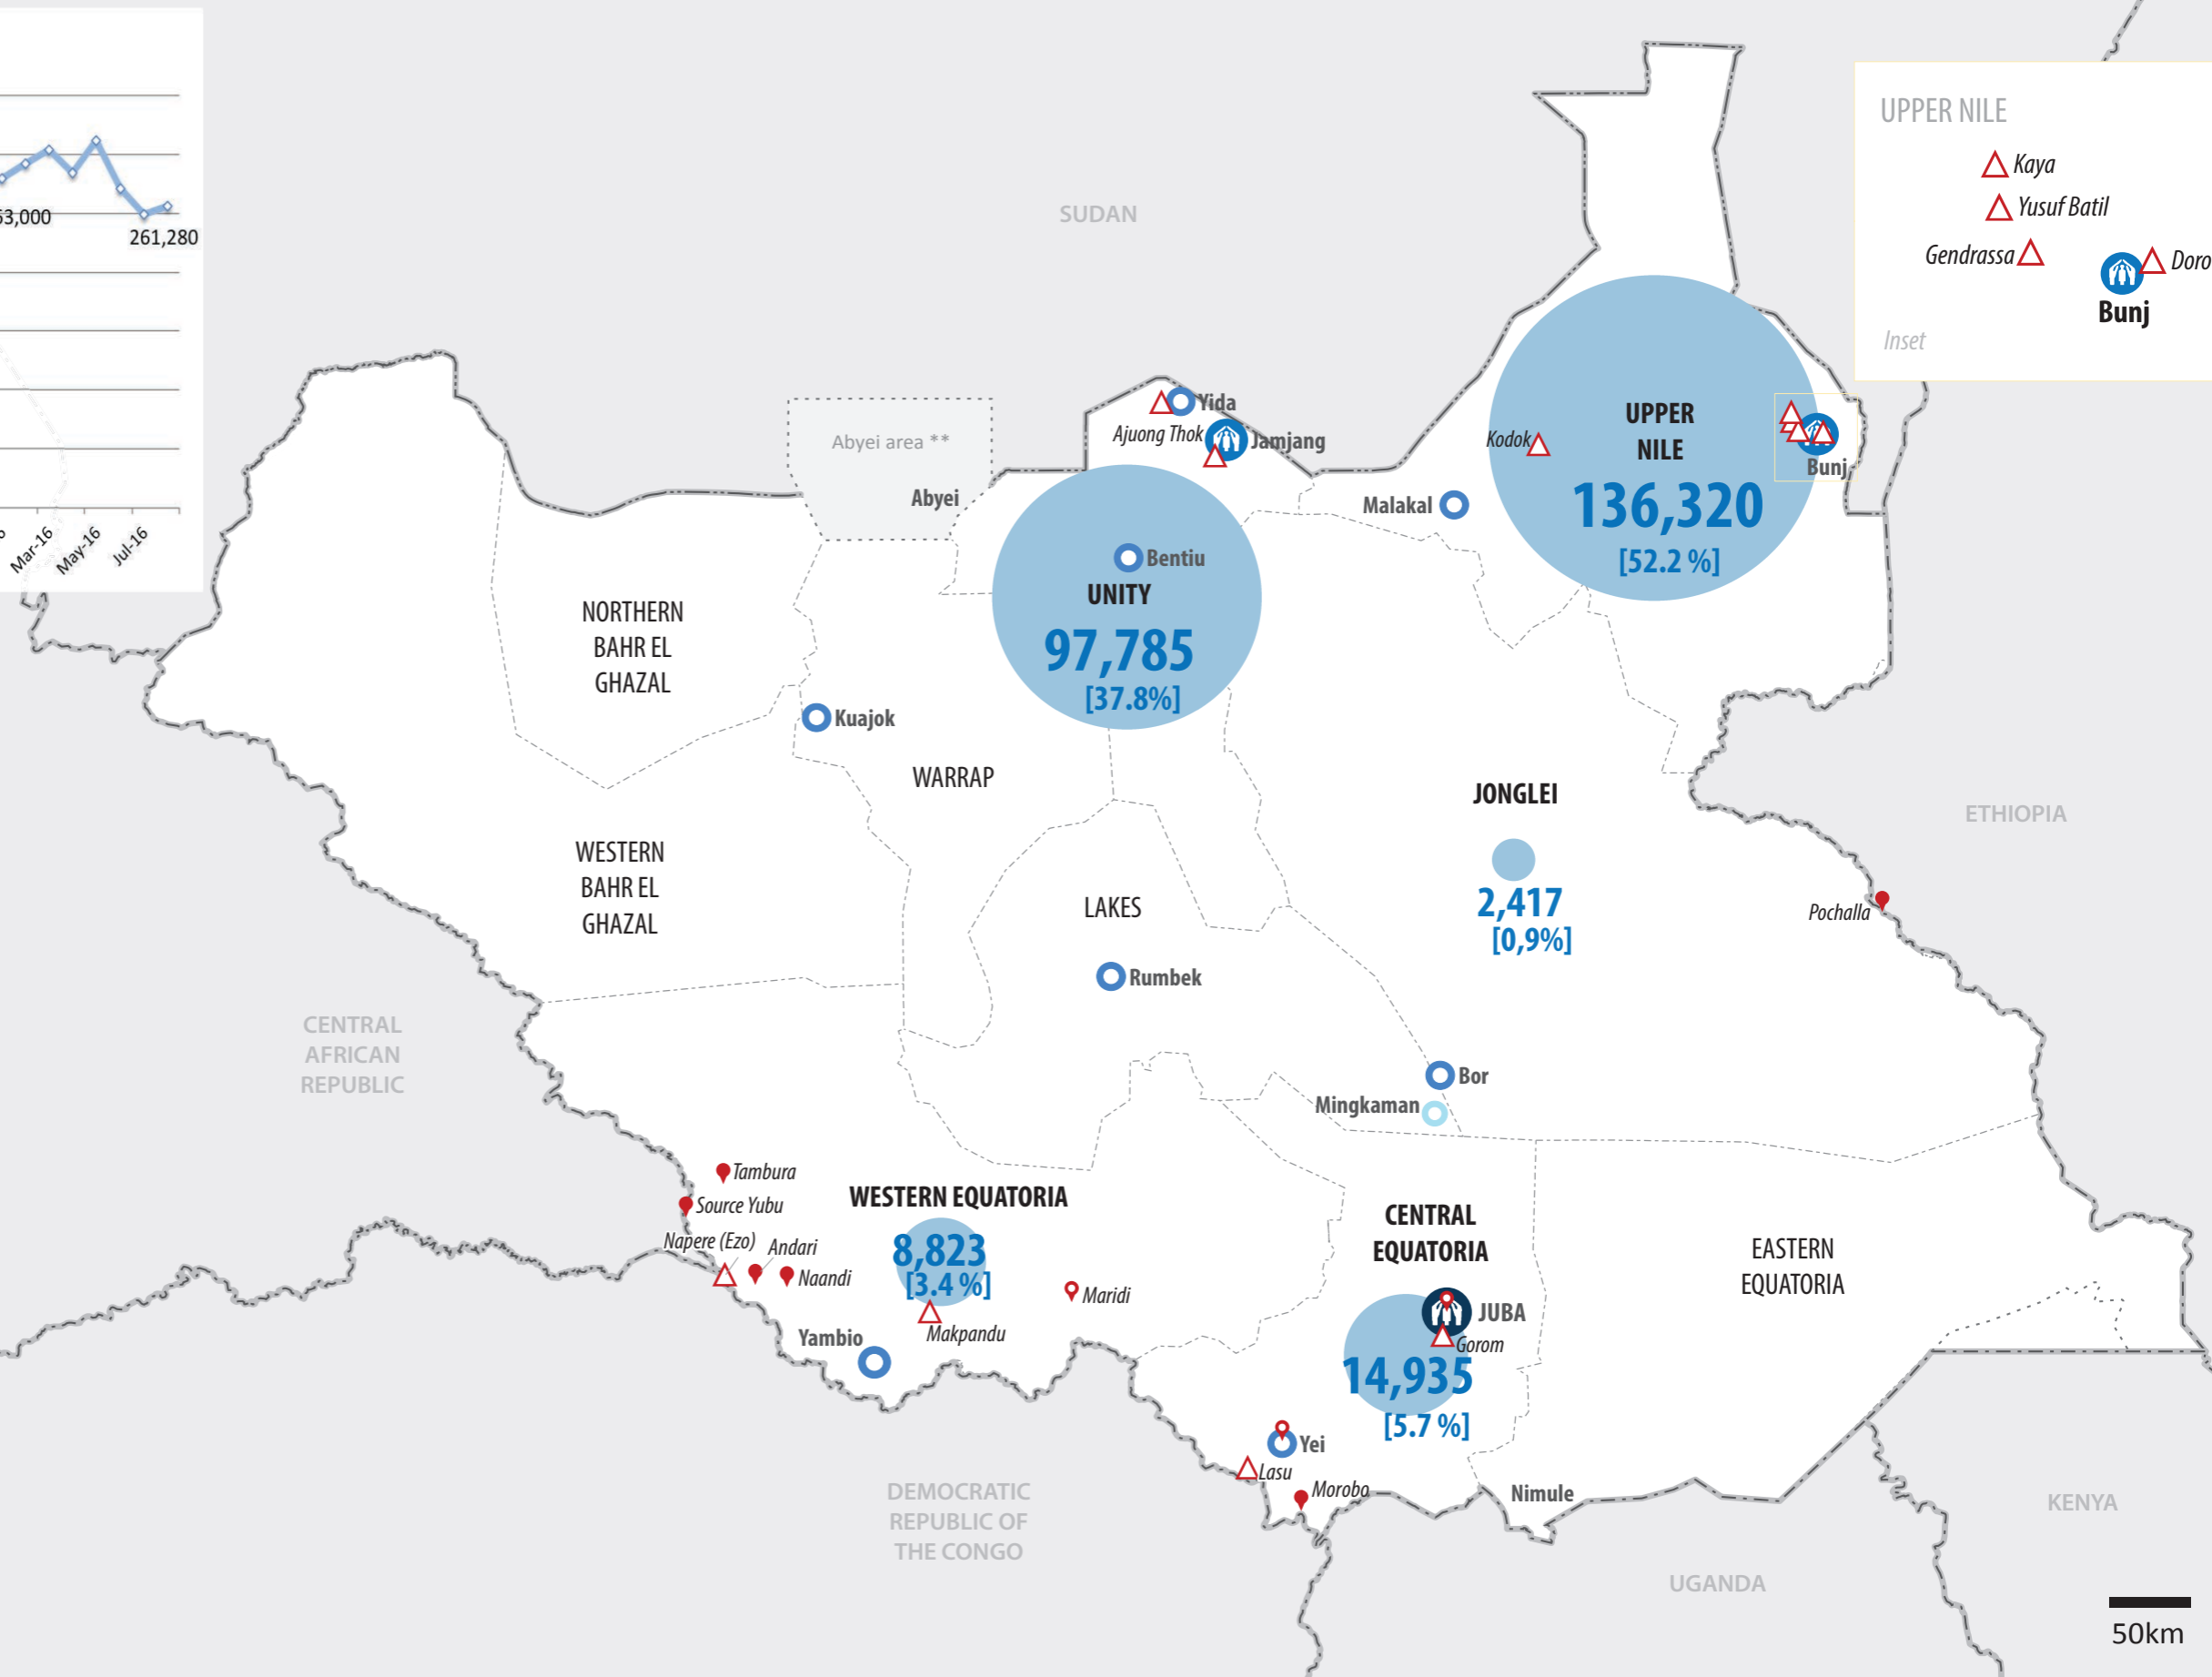 53,000
261,280
Mar-16
May-16
Jul-16
UPPER NILE
Kaya
Yusuf Batil
Gendrassa
Doro
Bunj
Inset
SUDAN
Abyei area **
Abyei
Yida
Ajuong Thok
Jamjang
Kodok
UPPER
NILE
136,320
[52.2 %]
Bunj
Malakal
Bentiu
UNITY
97,785
[37.8%]
NORTHERN
BAHR EL
GHAZAL
Kuajok
WARRAP
JONGLEI
2,417
[0,9%]
ETHIOPIA
Pochalla
WESTERN
BAHR EL
GHAZAL
LAKES
Rumbek
CENTRAL
AFRICAN
REPUBLIC
Bor
Mingkaman
Tambura
Source Yubu
Napere (Ezo)
Andari
Naandi
WESTERN EQUATORIA
8,823
[3.4 %]
Makpandu
Maridi
Yambio
CENTRAL
EQUATORIA
JUBA
Gorom
14,935
[5.7 %]
EASTERN
EQUATORIA
Yei
Lasu
Morobo
Nimule
DEMOCRATIC
REPUBLIC OF
THE CONGO
KENYA
UGANDA
50km